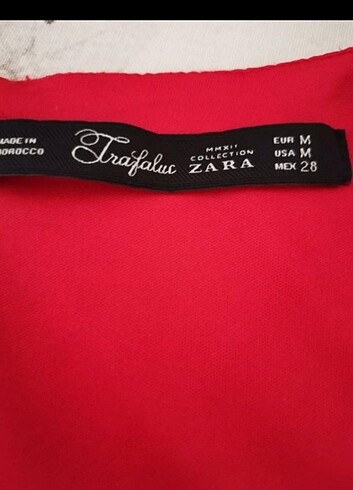 MADE IN
MOROCCO
Trafaluc
MMXII
COLLECTION
ZARA
EUR M
USA M
MEX 28